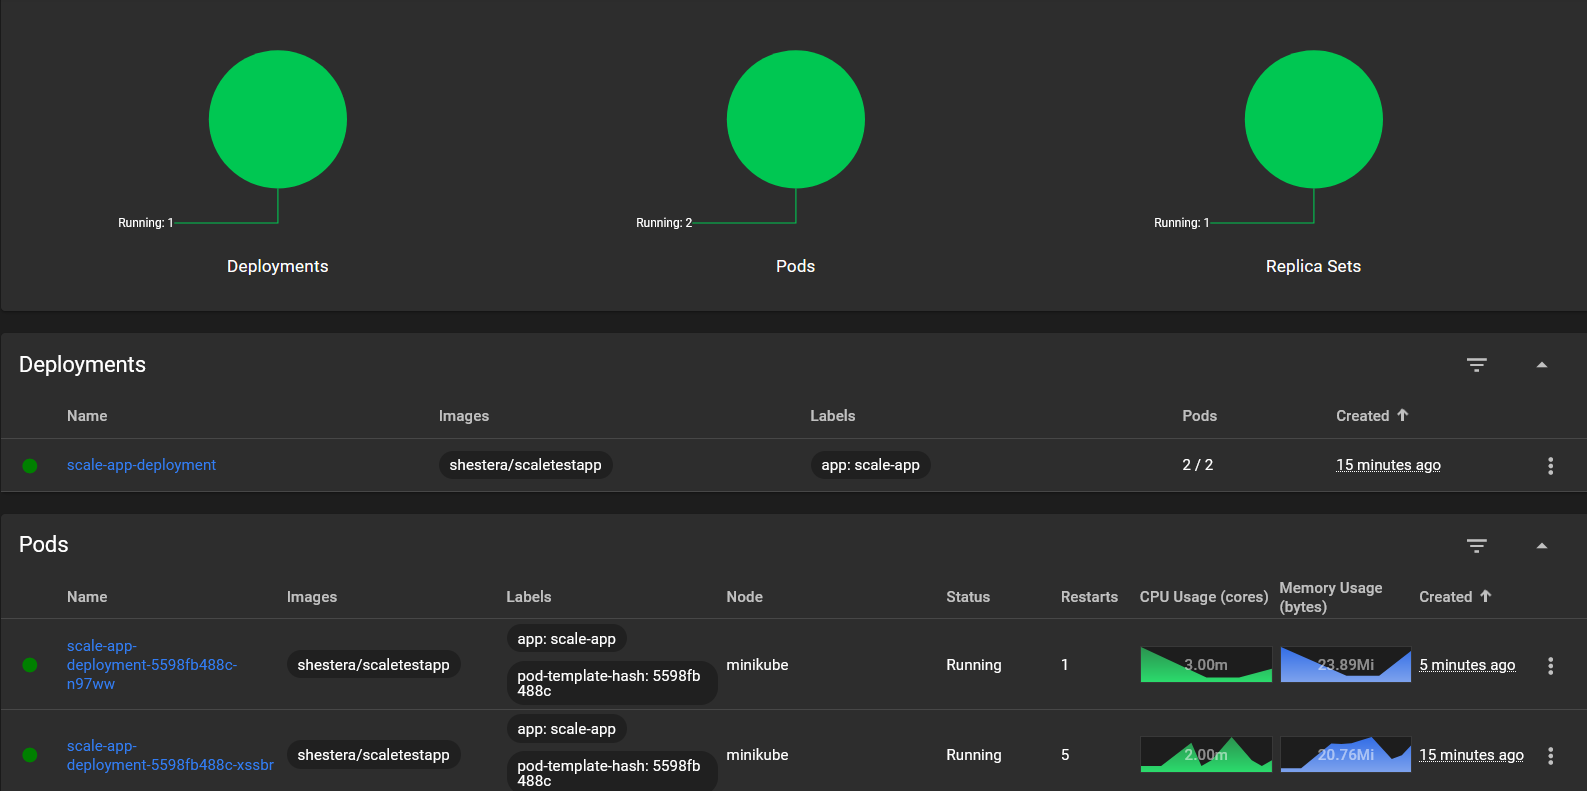 Running: 1
Running: 2
Running: 1
Deployments
Pods
Replica Sets
Deployments
Name
Images
Labels
Pods
Created
scale-app-deployment
shestera/scaletestapp
app: scale-app
2 / 2
15 minutes ago
Pods
Name
Images
Labels
Node
Status
Restarts
CPU Usage (cores)
Memory Usage
(bytes)
Created
scale-app-
deployment-5598fb488c-
n97ww
shestera/scaletestapp
app: scale-app
pod-template-hash: 5598fb
488c
minikube
Running
1
3.00m
23.89Mi
5 minutes ago
scale-app-
deployment-5598fb488c-xssbr
shestera/scaletestapp
app: scale-app
pod-template-hash: 5598fb
488c
minikube
Running
5
2.00m
20.76Mi
15 minutes ago